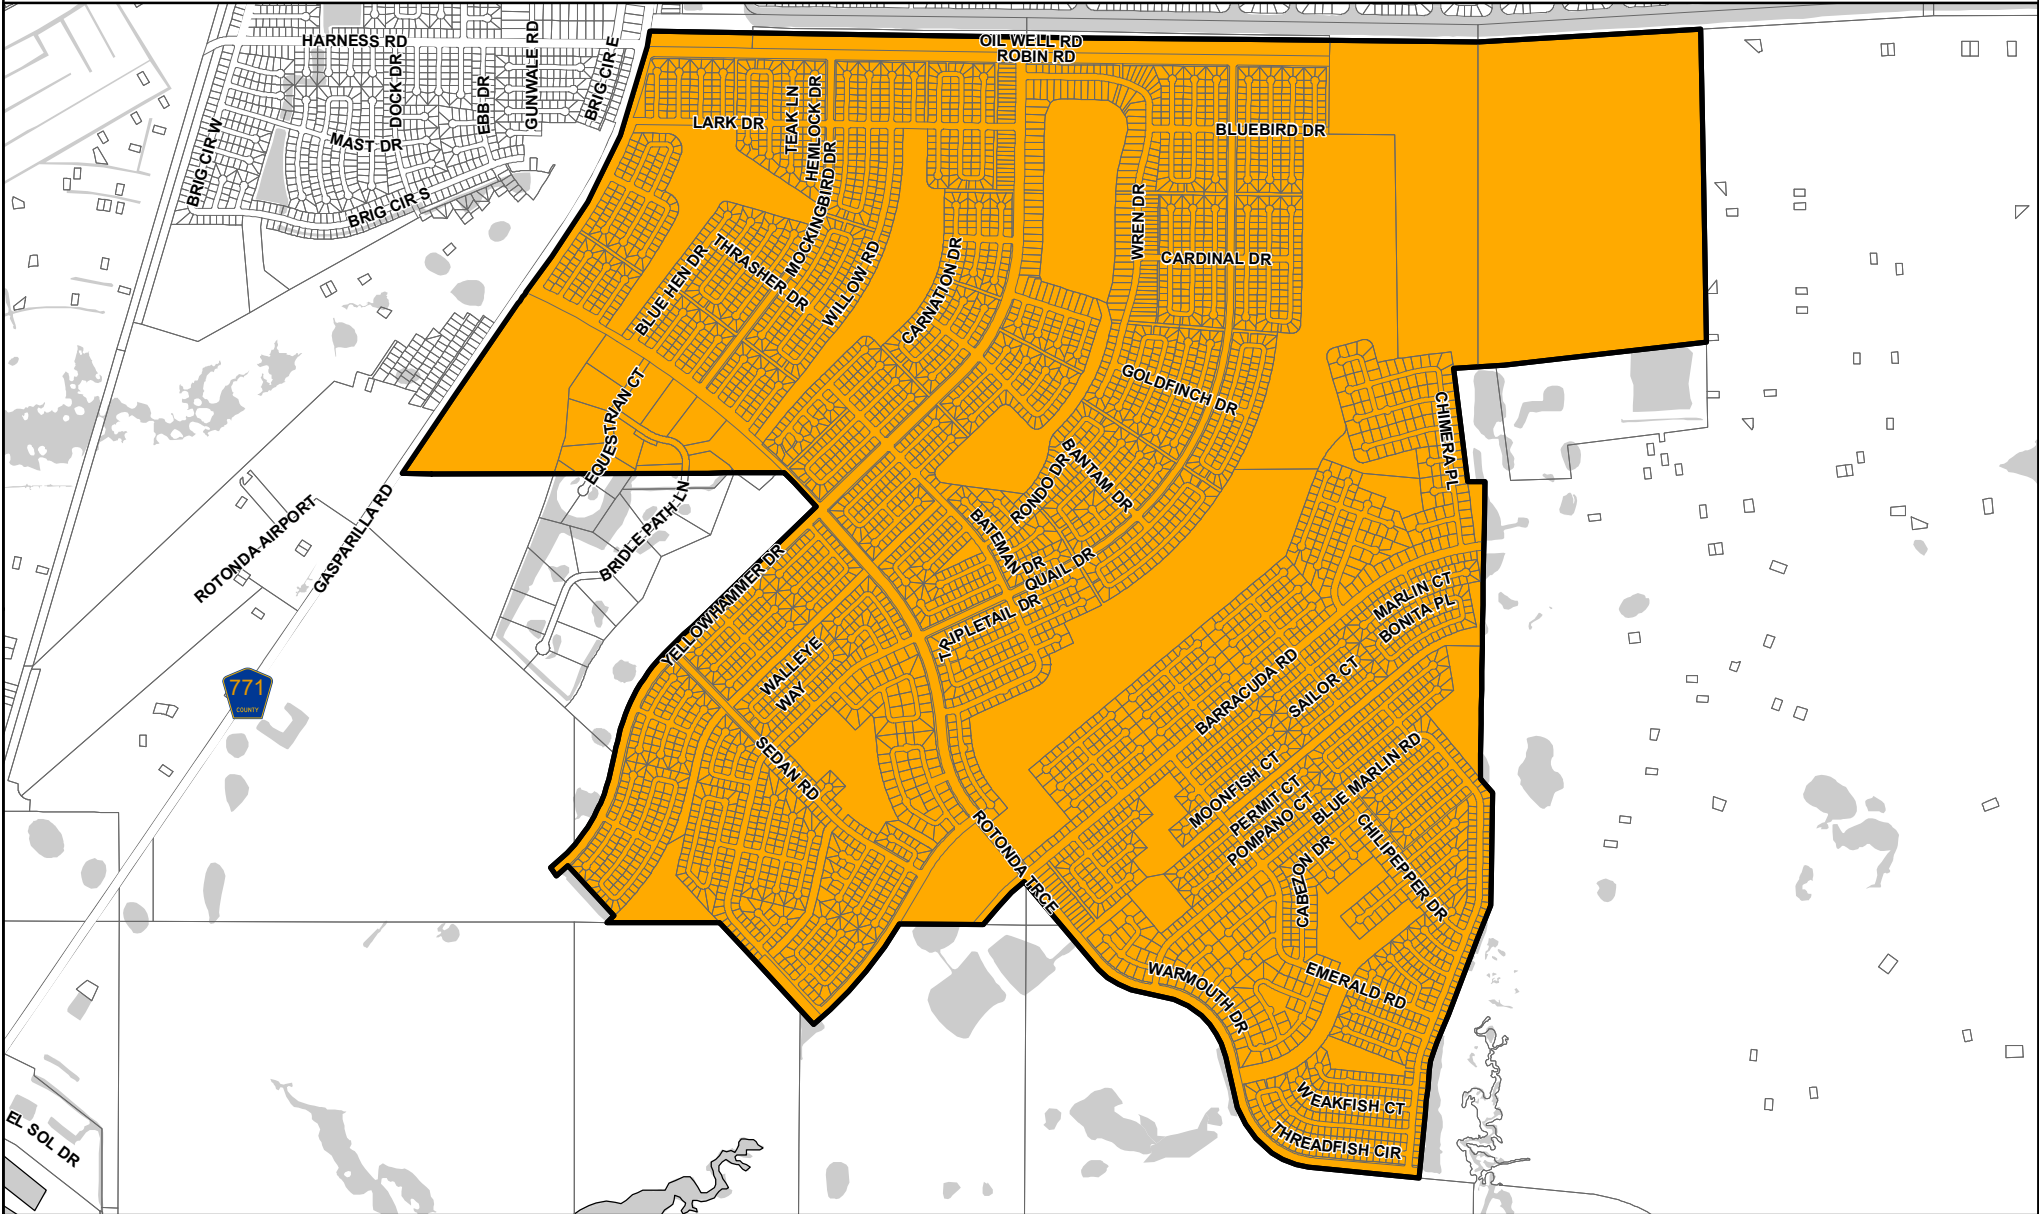 HARNESS RD
DOCK DR
EBB DR
GUNWALE RD
BRIG CIR E
MAST DR
BRIG CIR W
BRIG CIR S
OIL WELL RD
ROBIN RD
LARK DR
TEAK LN
HEMLOCK DR
MOCKINGBIRD DR
BLUEBIRD DR
WREN DR
CARDINAL DR
BLUE HEN DR
THRASHER DR
WILLOW RD
CARNATION DR
GOLDFINCH DR
CHIMERA PL
EQUESTRIAN CT
BRIDLE PATH LN
RONDO DR
BANTAM DR
BATEMAN DR
QUAIL DR
TRIPLETAIL DR
ROTONDA AIRPORT
GASPARILLA RD
771
COUNTY
YELLOWHAMMER DR
WALLEYE
WAY
SEDAN RD
MARLIN CT
BONITA PL
BARRACUDA RD
SAILOR CT
MOONFISH CT
PERMIT CT
POMPANO CT
BLUE MARLIN RD
CABEZON DR
CHILIPEPPER DR
ROTONDA TRCE
WARMOUTH DR
EMERALD RD
WEAKFISH CT
THREADFISH CIR
EL SOL DR